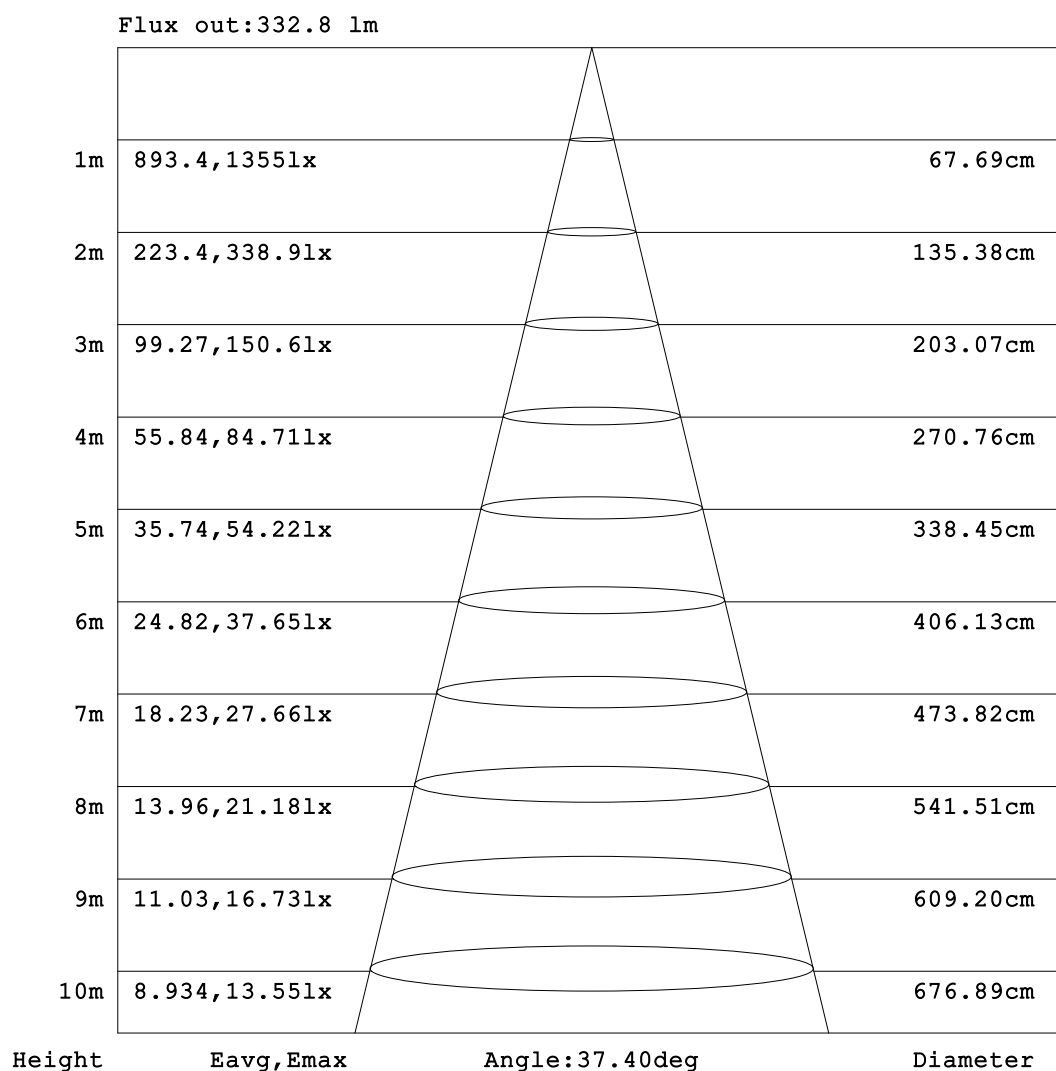 Flux out:332.8 lm
1m 893.4,1355lx 67.69cm
2m 223.4,338.9lx 135.38cm
3m 99.27,150.6lx 203.07cm
4m 55.84,84.71lx 270.76cm
5m 35.74,54.22lx 338.45cm
6m 24.82,37.65lx 406.13cm
7m 18.23,27.66lx 473.82cm
8m 13.96,21.18lx 541.51cm
9m 11.03,16.73lx 609.20cm
10m 8.934,13.55lx 676.89cm
Height Eavg,Emax Angle:37.40deg Diameter